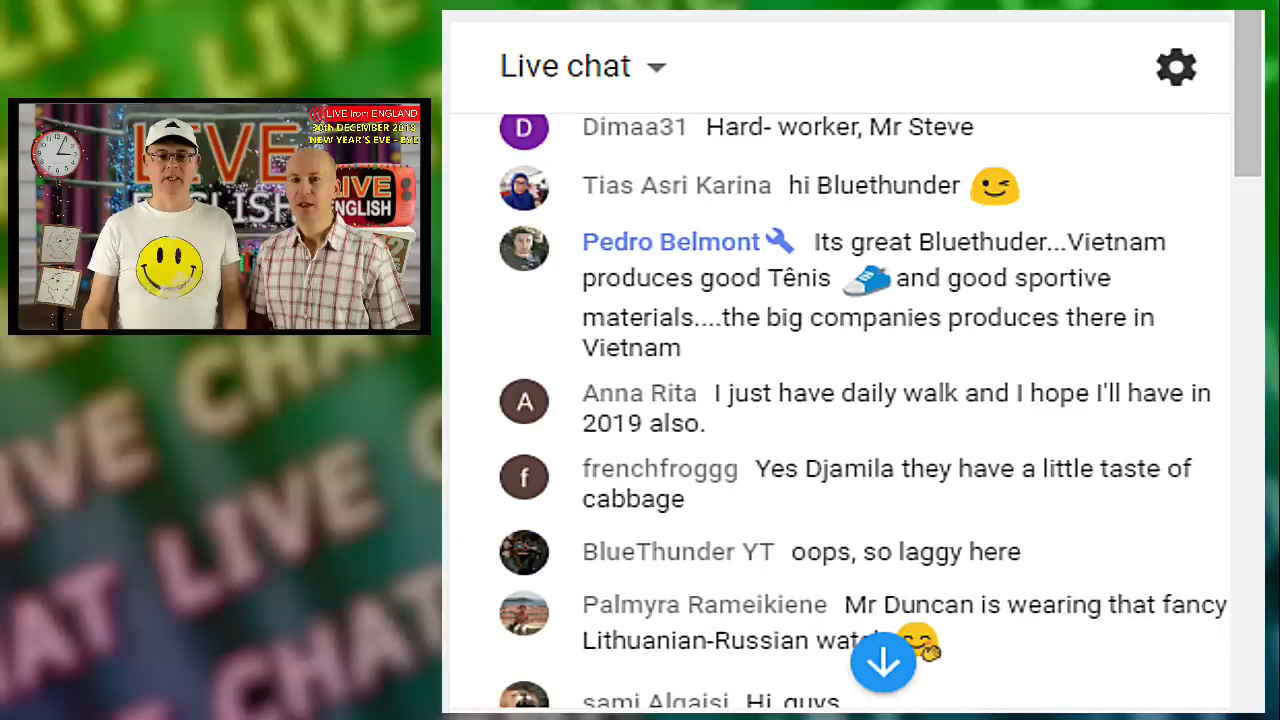 LIVE from ENGLAND
30th DECEMBER 2018
NEW YEAR'S EVE - EVE
LIVE
ENGLISH
LIVE
ENGLISH
Live chat
D Dimaa31 Hard- worker, Mr Steve
Tias Asri Karina hi Bluethunder 😉
Pedro Belmont Its great Bluethuder...Vietnam
produces good Tênis 👟 and good sportive
materials....the big companies produces there in
Vietnam
A Anna Rita I just have daily walk and I hope I'll have in
2019 also.
f frenchfroggg Yes Djamila they have a little taste of
cabbage
BlueThunder YT oops, so laggy here
Palmyra Rameikiene Mr Duncan is wearing that fancy
Lithuanian-Russian
sami Algaisi Hi guys
LIVE
CHAT
LIVE
CHAT
LIVE
CHAT